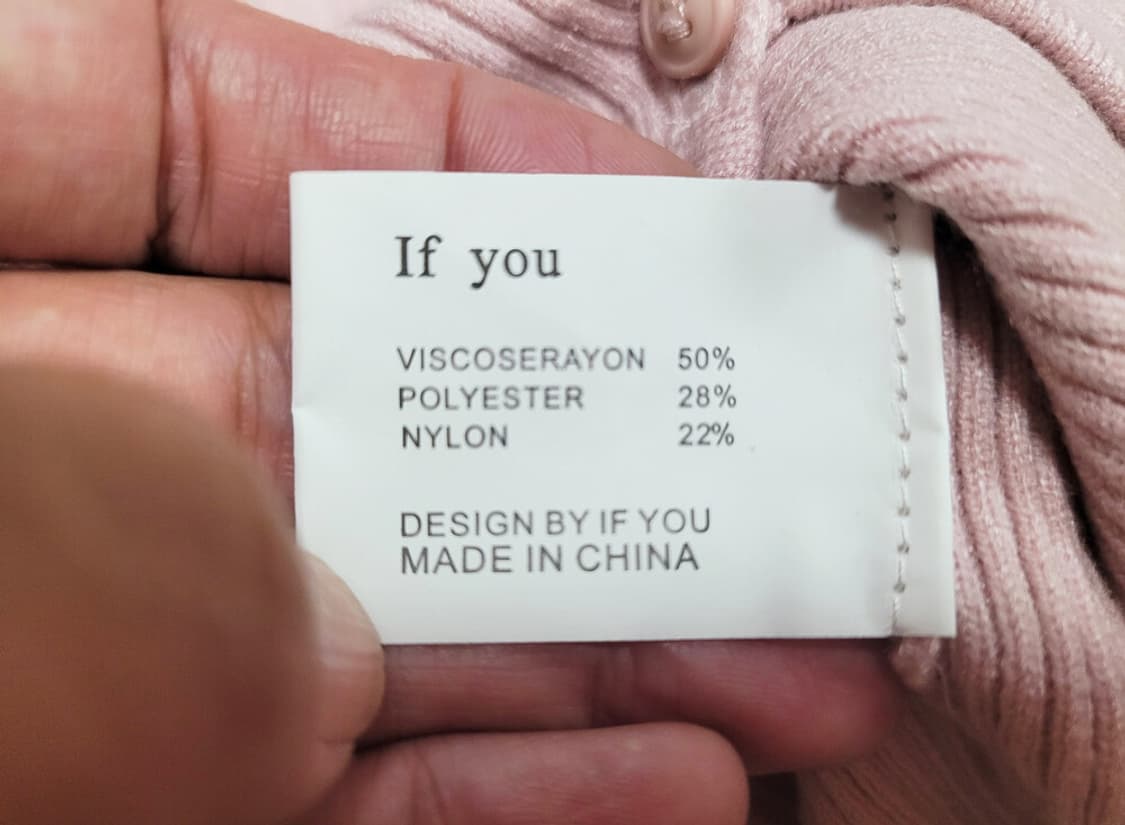 If you
VISCOSERAYON 50%
POLYESTER 28%
NYLON 22%
DESIGN BY IF YOU
MADE IN CHINA